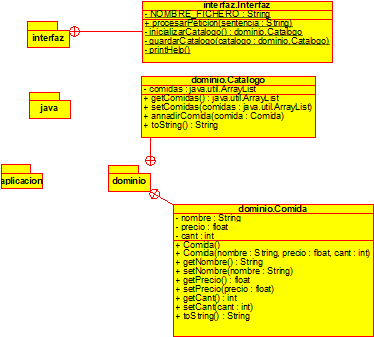 interfaz.Interfaz
- NOMBRE_FICHERO : String
+ procesarPeticion(sentencia : String)
- inicializarCatalogo() : dominio.Catalogo
- guardarCatalogo(catalogo : dominio.Catalogo)
- printHelp()
interfaz
dominio.Catalogo
- comidas : java.util.ArrayList
+ getComidas() : java.util.ArrayList
+ setComidas(comidas : java.util.ArrayList)
+ annadirComida(comida : Comida)
+ toString() : String
java
aplicacion
dominio
dominio.Comida
- nombre : String
- precio : float
- cant : int
+ Comida()
+ Comida(nombre : String, precio : float, cant : int)
+ getNombre() : String
+ setNombre(nombre : String)
+ getPrecio() : float
+ setPrecio(precio : float)
+ getCant() : int
+ setCant(cant : int)
+ toString() : String